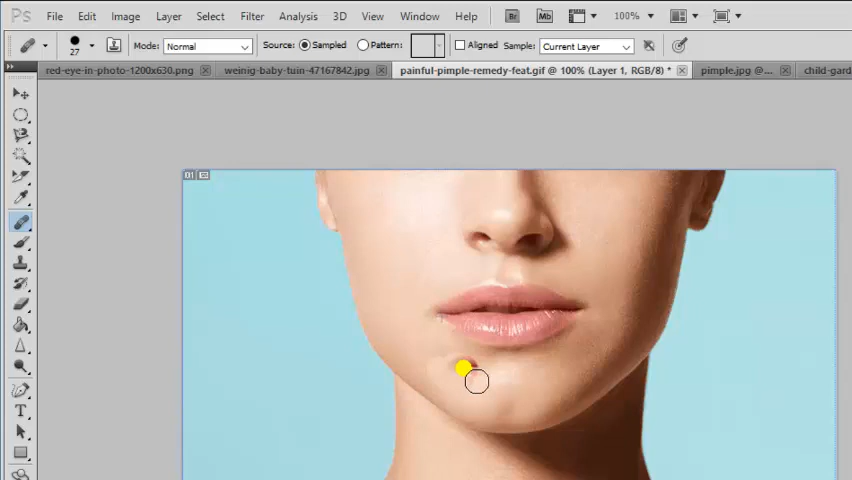 Ps File Edit Image Layer Select Filter Analysis 3D View Window Help Br Mb 100%
27 Mode: Normal Source: Sampled Pattern: Aligned Sample: Current Layer
red-eye-in-photo-1200x630.png weinig-baby-tuin-47167842.jpg painful-pimple-remedy-feat.gif @ 100% (Layer 1, RGB/8) * pimple.jpg @... child-gard
01
T